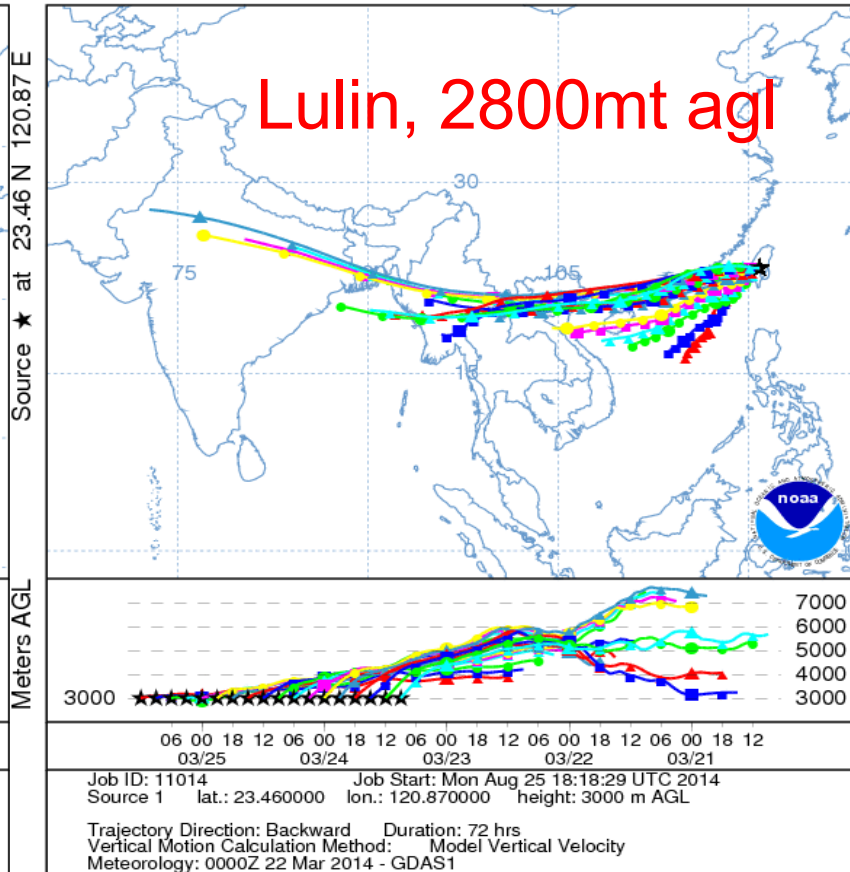 Source ★ at 23.46 N 120.87 E
Lulin, 2800mt agl
30
75
105
15
noaa
Meters AGL
7000
6000
5000
4000
3000
3000
06 00 18 12 06 00 18 12 06 00 18 12 06 00 18 12 06 00 18 12
03/25 03/24 03/23 03/22 03/21
Job ID: 11014 Job Start: Mon Aug 25 18:18:29 UTC 2014
Source 1 lat.: 23.460000 lon.: 120.870000 height: 3000 m AGL
Trajectory Direction: Backward Duration: 72 hrs
Vertical Motion Calculation Method: Model Vertical Velocity
Meteorology: 0000Z 22 Mar 2014 - GDAS1